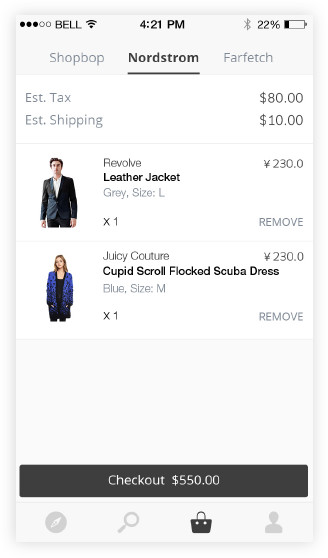 BELL 4:21 PM 22%
Shopbop Nordstrom Farfetch
Est. Tax $80.00
Est. Shipping $10.00
Revolve ¥ 230.0
Leather Jacket
Grey, Size: L
X 1 REMOVE
Juicy Couture ¥ 230.0
Cupid Scroll Flocked Scuba Dress
Blue, Size: M
X 1 REMOVE
Checkout $550.00